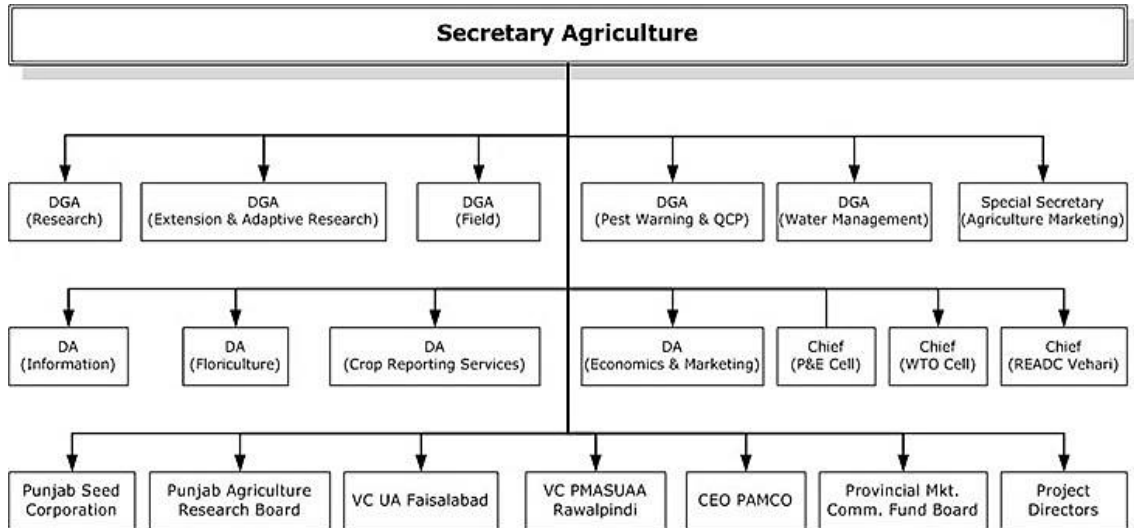 Secretary Agriculture
DGA
(Research)
DGA
(Extension & Adaptive Research)
DGA
(Field)
DGA
(Pest Warning & QCP)
DGA
(Water Management)
Special Secretary
(Agriculture Marketing)
DA
(Information)
DA
(Floriculture)
DA
(Crop Reporting Services)
DA
(Economics & Marketing)
Chief
(P&E Cell)
Chief
(WTO Cell)
Chief
(READC Vehari)
Punjab Seed
Corporation
Punjab Agriculture
Research Board
VC UA Faisalabad
VC PMASUAA
Rawalpindi
CEO PAMCO
Provincial Mkt.
Comm. Fund Board
Project
Directors